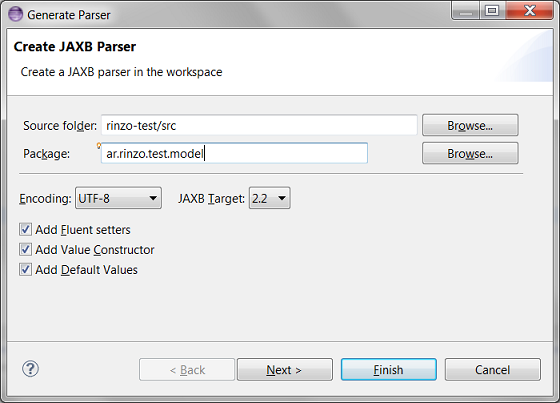 Generate Parser
Create JAXB Parser
Create a JAXB parser in the workspace
Source folder: rinzo-test/src Browse...
Package: ar.rinzo.test.model Browse...
Encoding: UTF-8 JAXB Target: 2.2
Add Fluent setters
Add Value Constructor
Add Default Values
? < Back Next > Finish Cancel